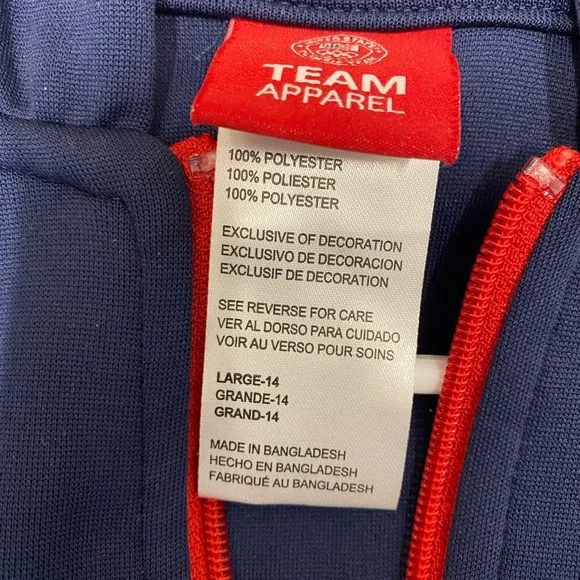 UNITED STATES
TEAM
APPAREL
100% POLYESTER
100% POLIESTER
100% POLYESTER
EXCLUSIVE OF DECORATION
EXCLUSIVO DE DECORACION
EXCLUSIF DE DECORATION
SEE REVERSE FOR CARE
VER AL DORSO PARA CUIDADO
VOIR AU VERSO POUR SOINS
LARGE-14
GRANDE-14
GRAND-14
MADE IN BANGLADESH
HECHO EN BANGLADESH
FABRIQUÉ AU BANGLADESH